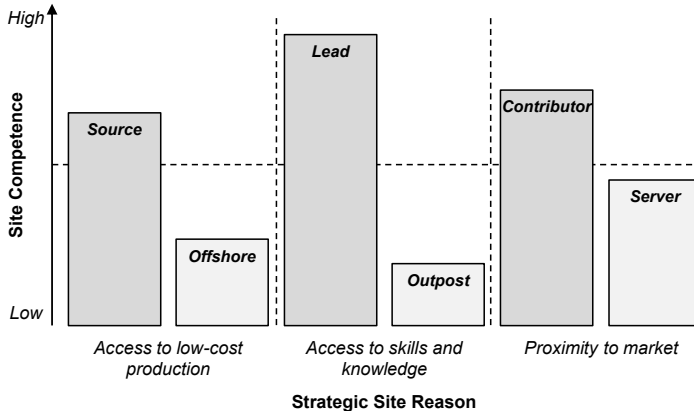 High
Site Competence
Low
Source
Offshore
Lead
Outpost
Contributor
Server
Access to low-cost
production
Access to skills and
knowledge
Proximity to market
Strategic Site Reason